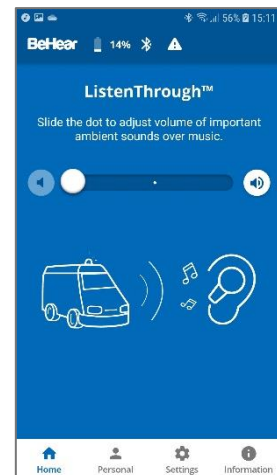 56% 15:11
BeHear 14%
ListenThrough™
Slide the dot to adjust volume of important
ambient sounds over music.
Home Personal Settings Information